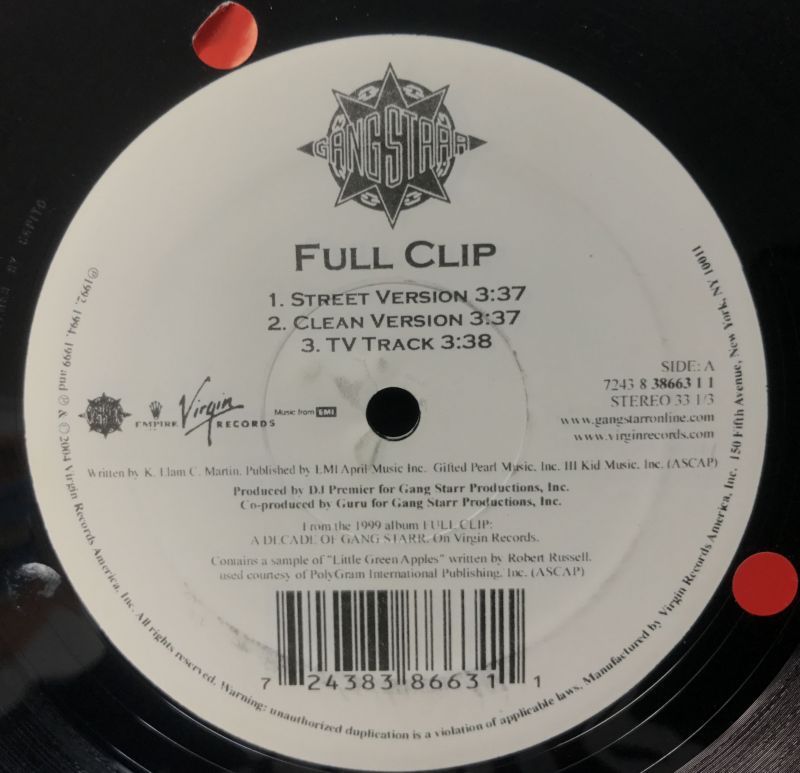 GANGSTARR
FULL CLIP
1. STREET VERSION 3:37
2. CLEAN VERSION 3:37
3. TV TRACK 3:38
SIDE: A
7243 8 38663 1 1
STEREO 33 1/3
www.gangstarronline.com
www.virginrecords.com
GANGSTARR
EMPIRE
Virgin RECORDS
Music from EMI
Written by K. Elam C. Martin. Published by EMI April Music Inc. Gifted Pearl Music, Inc. Ill Kid Music, Inc. (ASCAP)
Produced by DJ Premier for Gang Starr Productions, Inc.
Co-produced by Guru for Gang Starr Productions, Inc.
From the 1999 album FULL CLIP:
A DECADE OF GANG STARR. On Virgin Records.
Contains a sample of "Little Green Apples" written by Robert Russell.
used courtesy of PolyGram International Publishing, Inc. (ASCAP)
7 24383 86631 1
℗1992, 1994, 1999 and ℗ & © 2004 Virgin Records America, Inc. All rights reserved. Warning: unauthorized duplication is a violation of applicable laws. Manufactured by Virgin Records America, Inc. 150 Fifth Avenue, New York, NY 10011